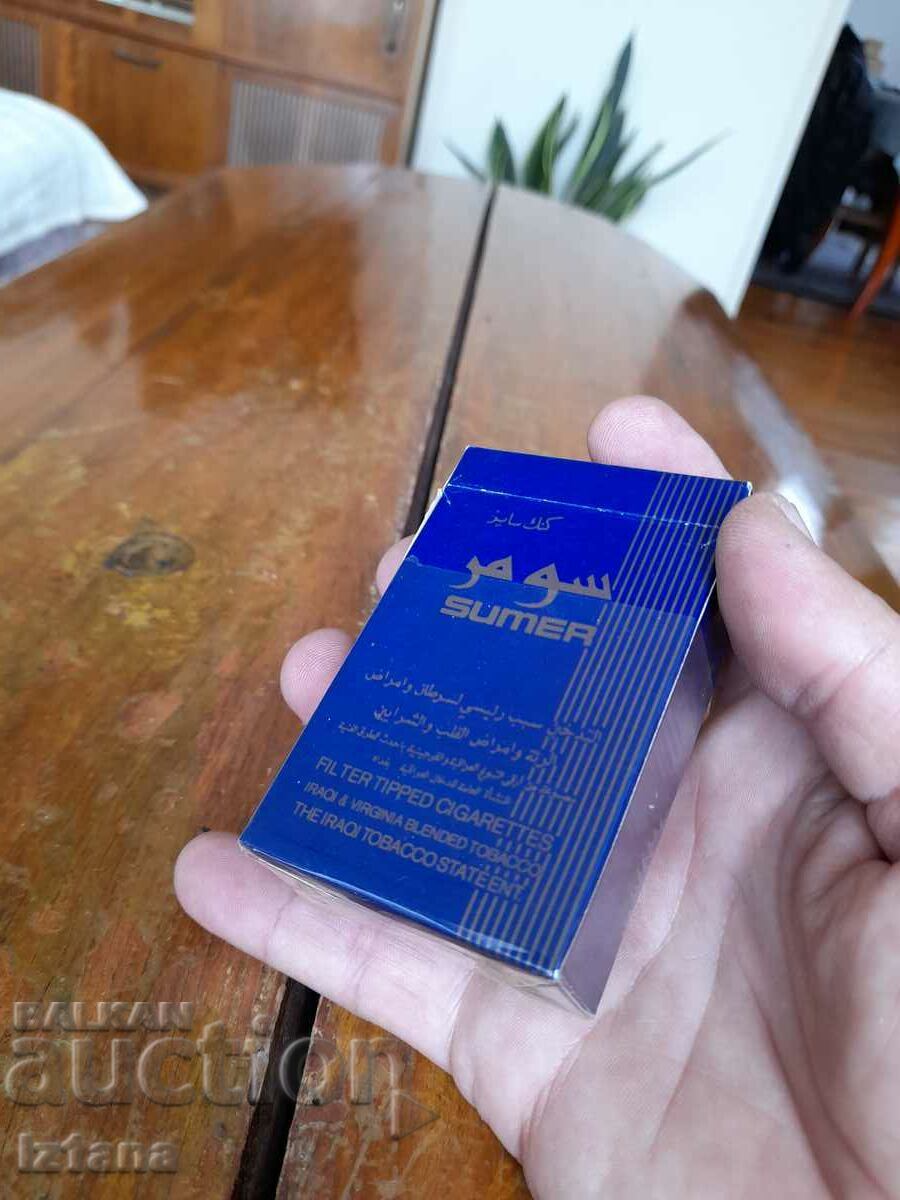 كنك سايز
سومر
SUMER
التدخين سبب رئيسي لسرطان وامراض
الرئة وامراض القلب والشرايين
FILTER TIPPED CIGARETTES
IRAQI & VIRGINIA BLENDED TOBACCO
THE IRAQI TOBACCO STATE ENT.
BALKAN
auction
Iztana